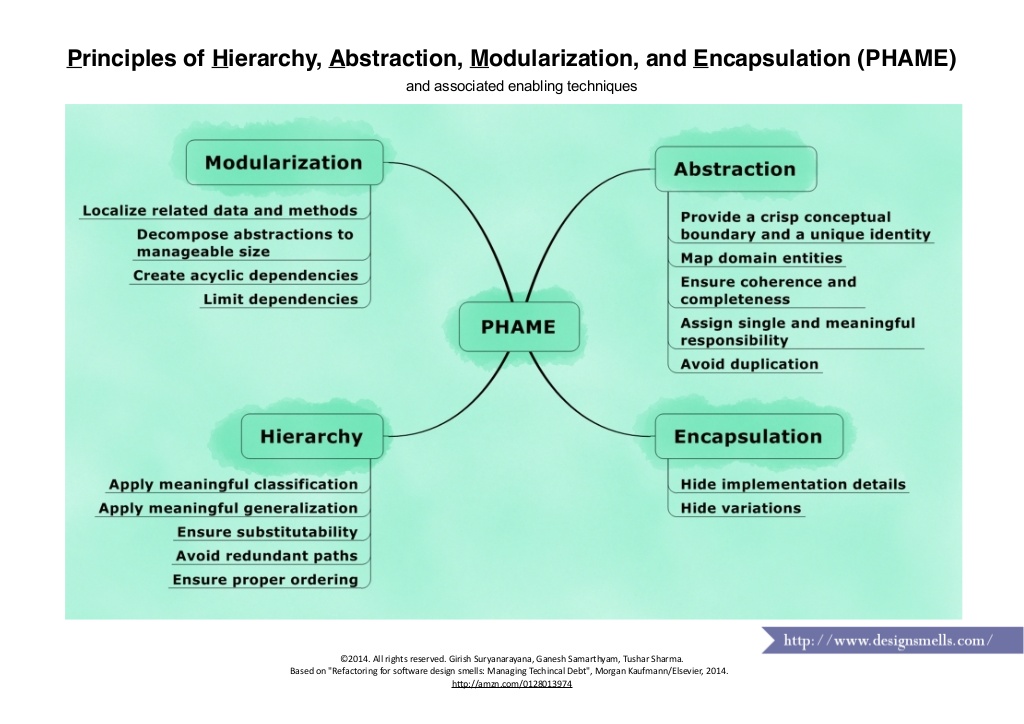 Principles of Hierarchy, Abstraction, Modularization, and Encapsulation (PHAME)
and associated enabling techniques
Modularization
Localize related data and methods
Decompose abstractions to
manageable size
Create acyclic dependencies
Limit dependencies
Abstraction
Provide a crisp conceptual
boundary and a unique identity
Map domain entities
Ensure coherence and
completeness
Assign single and meaningful
responsibility
Avoid duplication
PHAME
Hierarchy
Apply meaningful classification
Apply meaningful generalization
Ensure substitutability
Avoid redundant paths
Ensure proper ordering
Encapsulation
Hide implementation details
Hide variations
http://www.designsmells.com/
©2014. All rights reserved. Girish Suryanarayana, Ganesh Samarthyam, Tushar Sharma.
Based on "Refactoring for software design smells: Managing Techincal Debt", Morgan Kaufmann/Elsevier, 2014.
http://amzn.com/0128013974